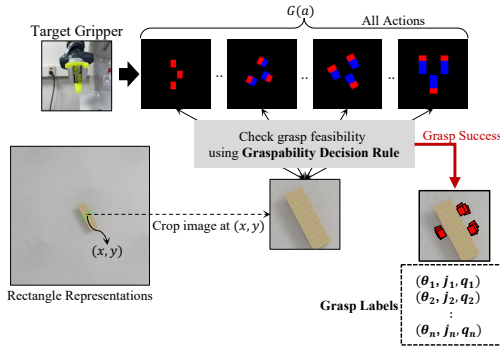 G(a)
Target Gripper
All Actions
.. .. ..
Check grasp feasibility
using Graspability Decision Rule
Grasp Success
(x, y)
Crop image at (x, y)
Rectangle Representations
Grasp Labels
(θ₁, j₁, q₁)
(θ₂, j₂, q₂)
:
(θₙ, jₙ, qₙ)